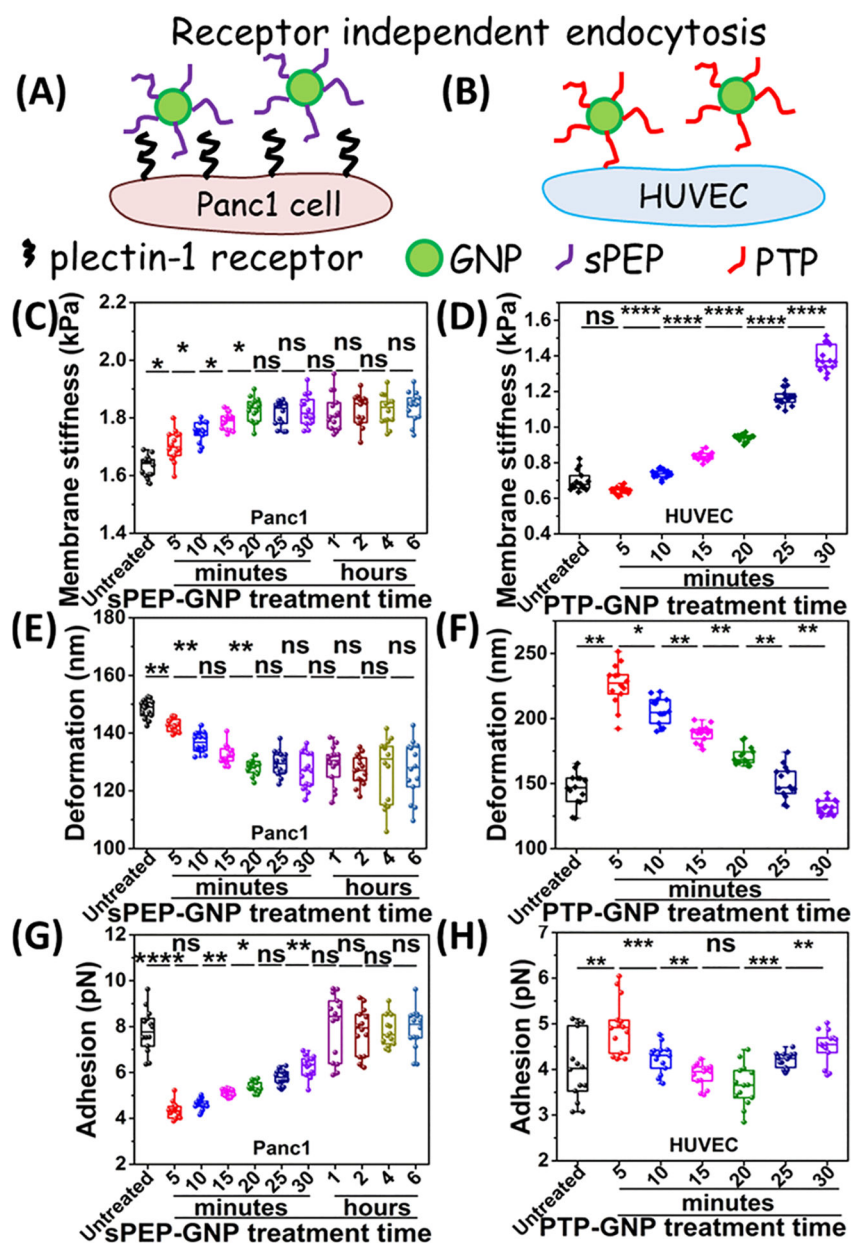 Receptor independent endocytosis
(A)
Panc1 cell
(B)
HUVEC
plectin-1 receptor
GNP
sPEP
PTP
(C)
Membrane stiffness (kPa)
2.2
2.0
1.8
1.6
1.4
* * * * ns ns ns ns ns ns
Panc1
Untreated 5 10 15 20 25 30 1 2 4 6
minutes hours
sPEP-GNP treatment time
(D)
Membrane stiffness (kPa)
1.6
1.4
1.2
1.0
0.8
0.6
0.4
ns **** **** **** **** ****
HUVEC
Untreated 5 10 15 20 25 30
minutes
PTP-GNP treatment time
(E)
Deformation (nm)
180
160
140
120
100
** ** ns ** ns ns ns ns ns ns
Panc1
Untreated 5 10 15 20 25 30 1 2 4 6
minutes hours
sPEP-GNP treatment time
(F)
Deformation (nm)
250
200
150
100
** * ** ** ** **
HUVEC
Untreated 5 10 15 20 25 30
minutes
PTP-GNP treatment time
(G)
Adhesion (pN)
12
10
8
6
4
2
**** ns ** * ns ** ns ns ns ns
Panc1
Untreated 5 10 15 20 25 30 1 2 4 6
minutes hours
sPEP-GNP treatment time
(H)
Adhesion (pN)
7
6
5
4
3
2
** *** ** ns *** **
HUVEC
Untreated 5 10 15 20 25 30
minutes
PTP-GNP treatment time